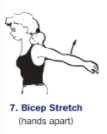 7. Bicep Stretch
(hands apart)